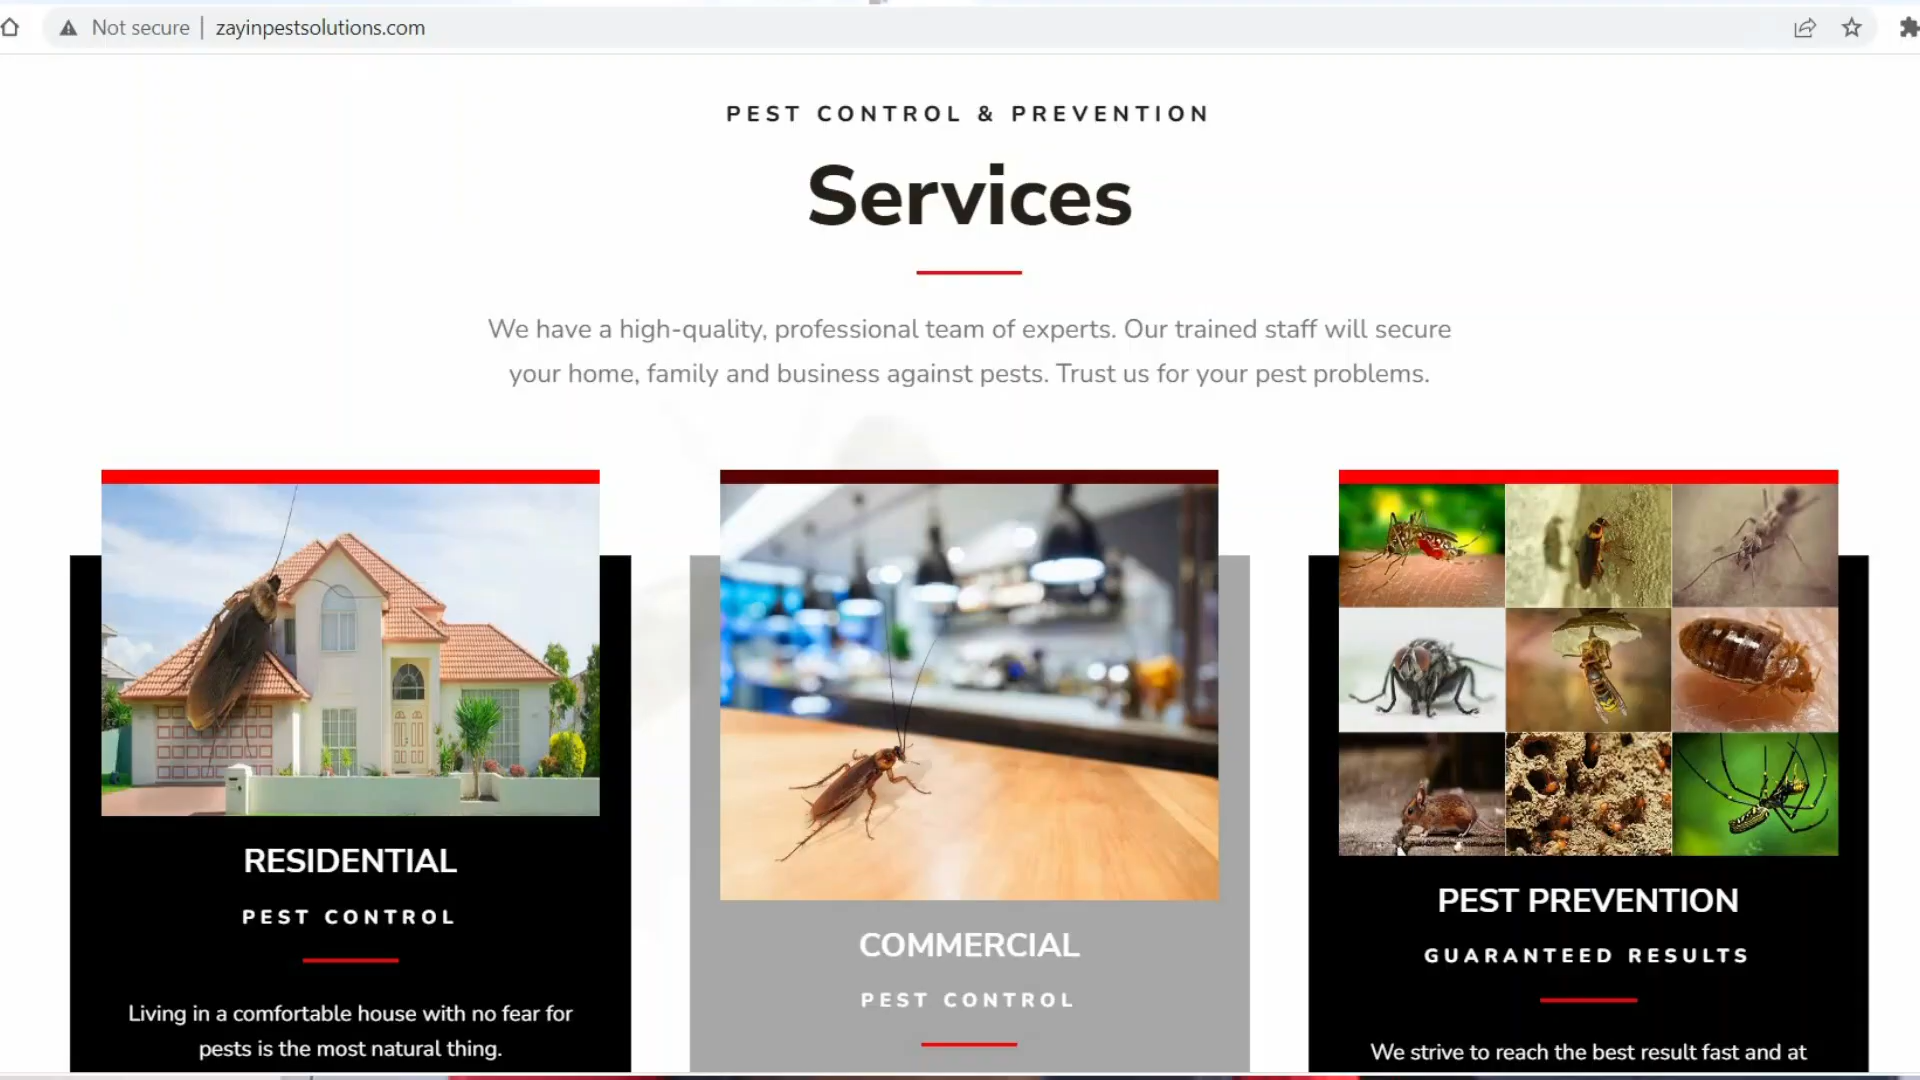 Not secure | zayinpestsolutions.com
PEST CONTROL & PREVENTION
Services
We have a high-quality, professional team of experts. Our trained staff will secure
your home, family and business against pests. Trust us for your pest problems.
RESIDENTIAL
PEST CONTROL
Living in a comfortable house with no fear for
pests is the most natural thing.
COMMERCIAL
PEST CONTROL
PEST PREVENTION
GUARANTEED RESULTS
We strive to reach the best result fast and at